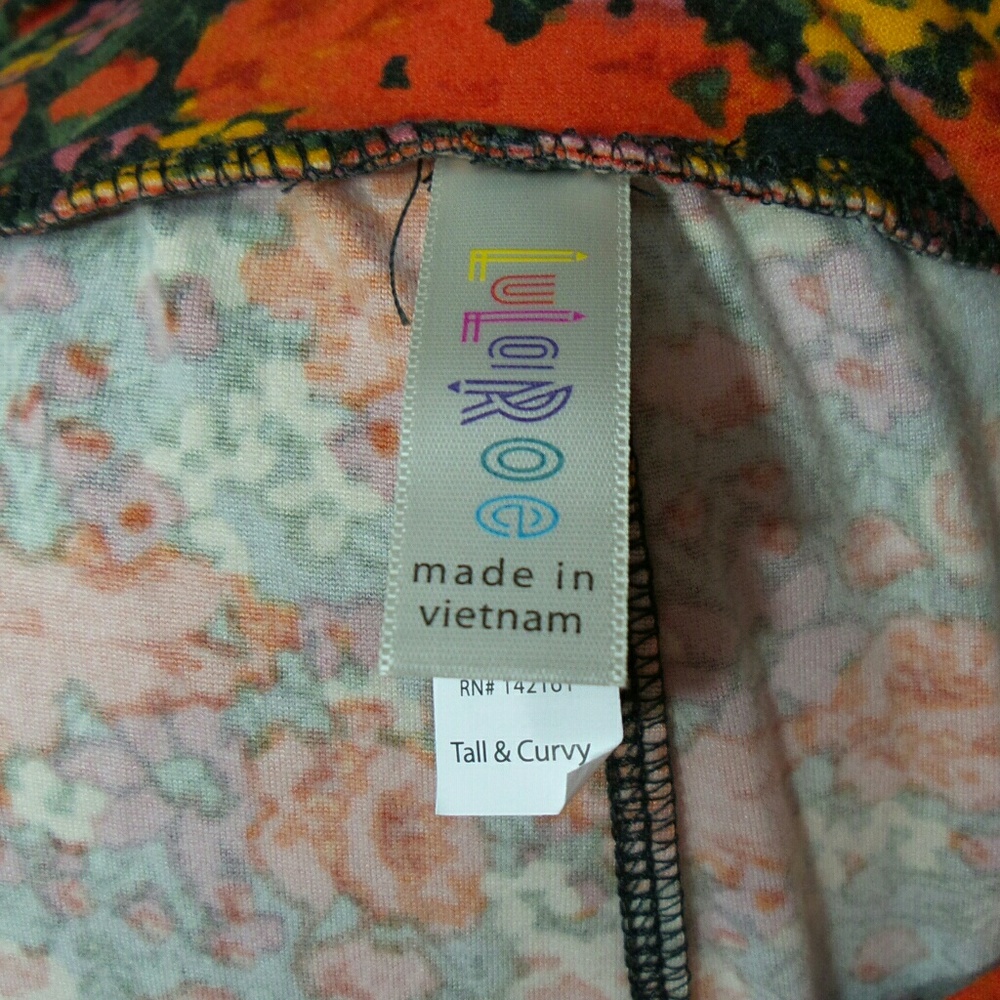 LuLaRoe
made in
vietnam
RN# 142161
Tall & Curvy